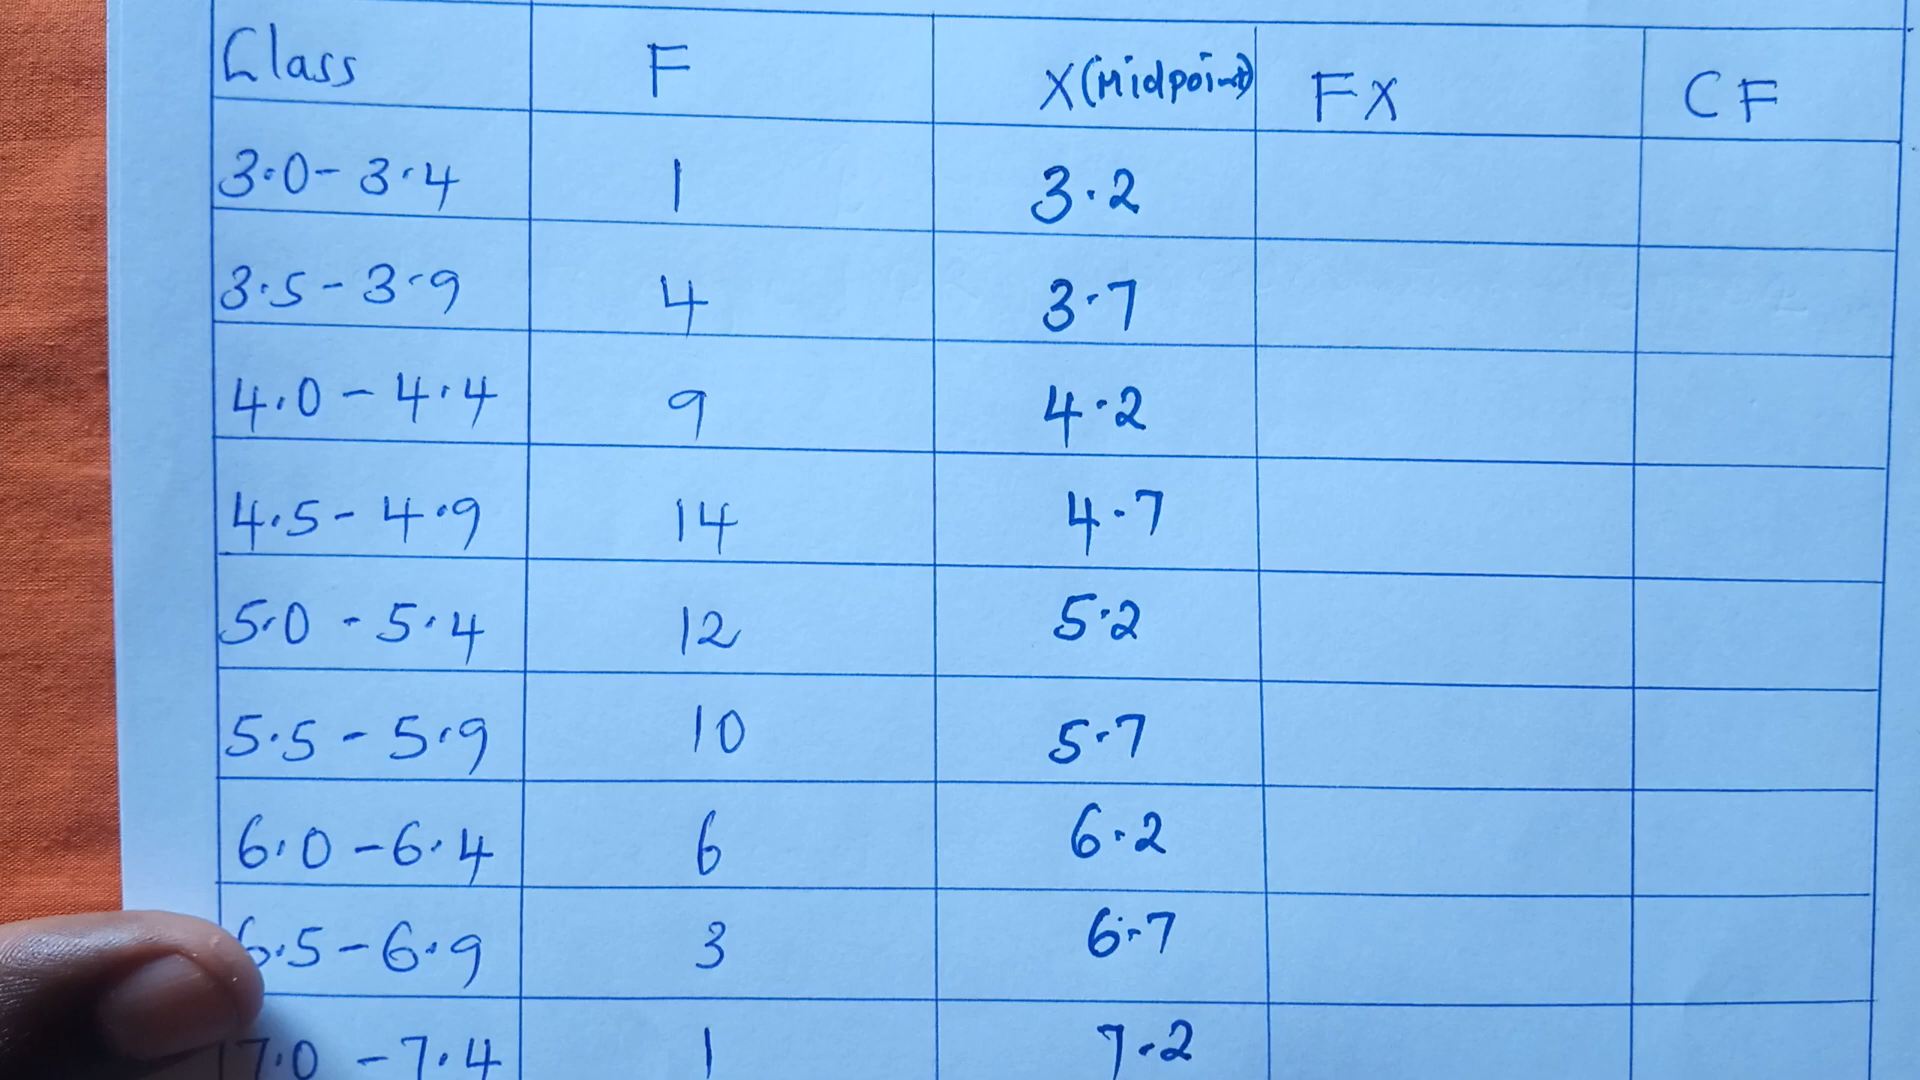 Class F X(Midpoint) FX CF
3.0-3.4 1 3.2
3.5-3.9 4 3.7
4.0-4.4 9 4.2
4.5-4.9 14 4.7
5.0-5.4 12 5.2
5.5-5.9 10 5.7
6.0-6.4 6 6.2
6.5-6.9 3 6.7
7.0-7.4 1 7.2